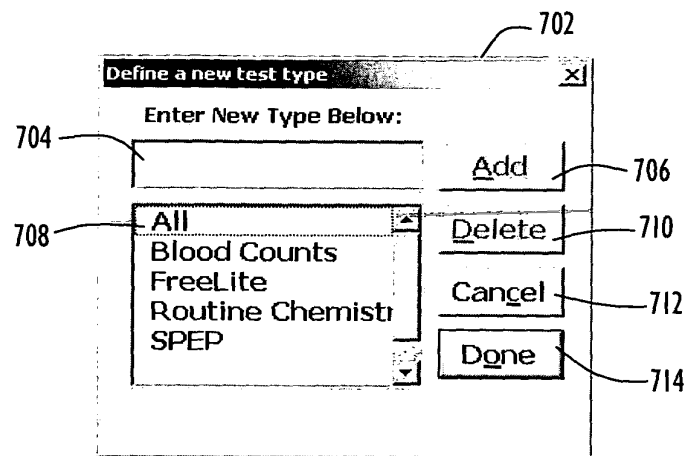 702
Define a new test type
Enter New Type Below:
704
Add
706
708
All
Delete
710
Blood Counts
FreeLite
Cancel
712
Routine Chemistr
SPEP
Done
714